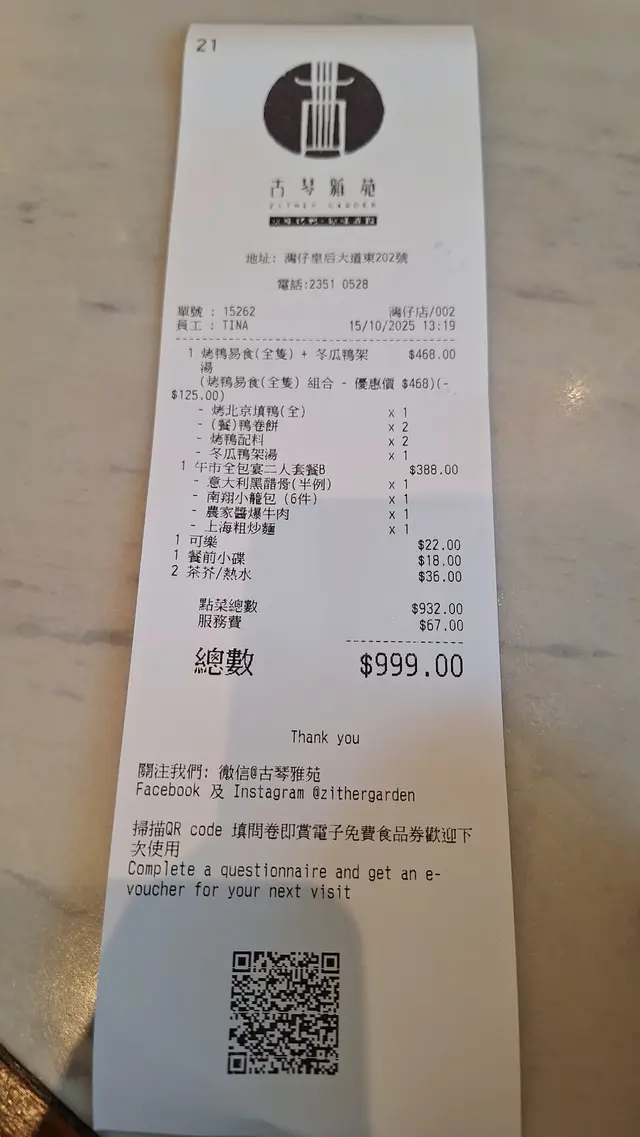 21
古琴雅苑
ZITHER GARDEN
地址: 灣仔皇后大道東202號
電話:2351 0528
單號 : 15262 灣仔店/002
員工 : TINA 15/10/2025 13:19
1 烤鴨易食(全隻) + 冬瓜鴨架 $468.00
湯
(烤鴨易食(全隻) 組合 - 優惠價 $468)(-
$125.00)
- 烤北京填鴨(全) x 1
- (餐)鴨卷餅 x 2
- 烤鴨配料 x 2
- 冬瓜鴨架湯 x 1
1 午市全包宴二人套餐B $388.00
- 意大利黑醋骨(半例) x 1
- 南翔小籠包 (6件) x 1
- 農家醬爆牛肉 x 1
- 上海粗炒麵 x 1
1 可樂 $22.00
1 餐前小碟 $18.00
2 茶芥/熱水 $36.00
點菜總數 $932.00
服務費 $67.00
總數 $999.00
Thank you
關注我們: 微信@古琴雅苑
Facebook 及 Instagram @zithergarden
掃描QR code 填問卷即賞電子免費食品券歡迎下
次使用
Complete a questionnaire and get an e-
voucher for your next visit